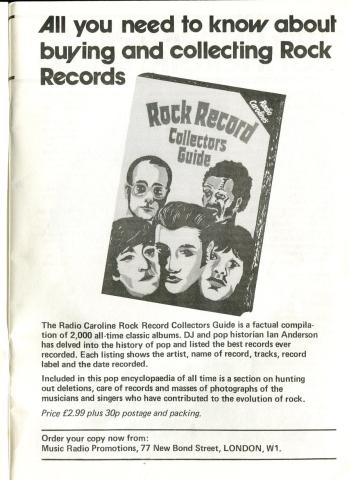 All you need to know about
buying and collecting Rock
Records
Radio
Caroline's
Rock Record
Collectors
Guide
The Radio Caroline Rock Record Collectors Guide is a factual compila-
tion of 2,000 all-time classic albums. DJ and pop historian Ian Anderson
has delved into the history of pop and listed the best records ever
recorded. Each listing shows the artist, name of record, tracks, record
label and the date recorded.
Included in this pop encyclopaedia of all time is a section on hunting
out deletions, care of records and masses of photographs of the
musicians and singers who have contributed to the evolution of rock.
Price £2.99 plus 30p postage and packing.
Order your copy now from:
Music Radio Promotions, 77 New Bond Street, LONDON, W1.